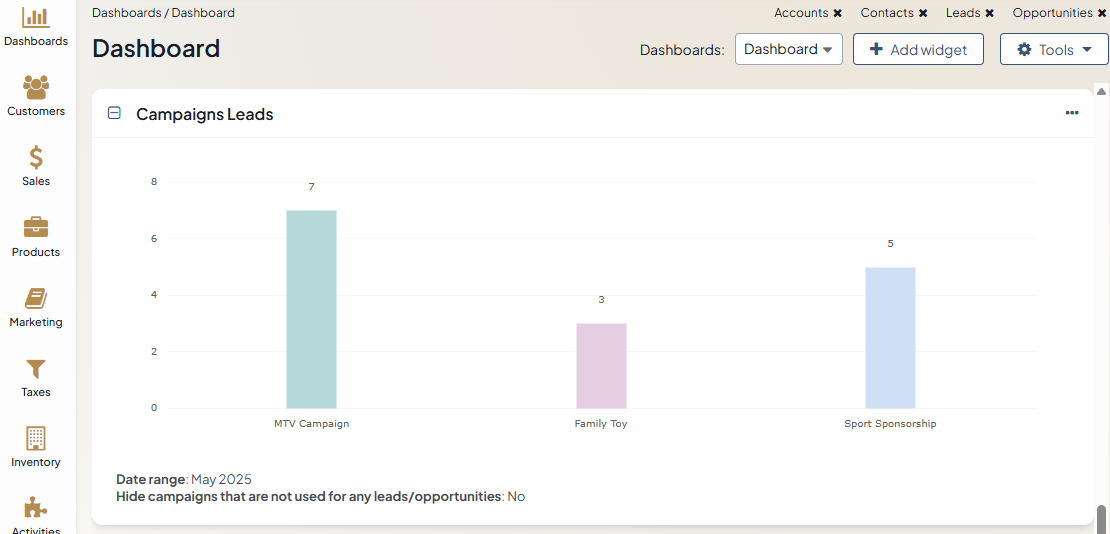 Dashboards / Dashboard
Accounts ✖ Contacts ✖ Leads ✖ Opportunities ✖
Dashboard
Dashboards: Dashboard Add widget Tools
Dashboards
Customers
Sales
Products
Marketing
Taxes
Inventory
Activities
Campaigns Leads
8
6
4
2
0
7
3
5
MTV Campaign
Family Toy
Sport Sponsorship
Date range: May 2025
Hide campaigns that are not used for any leads/opportunities: No